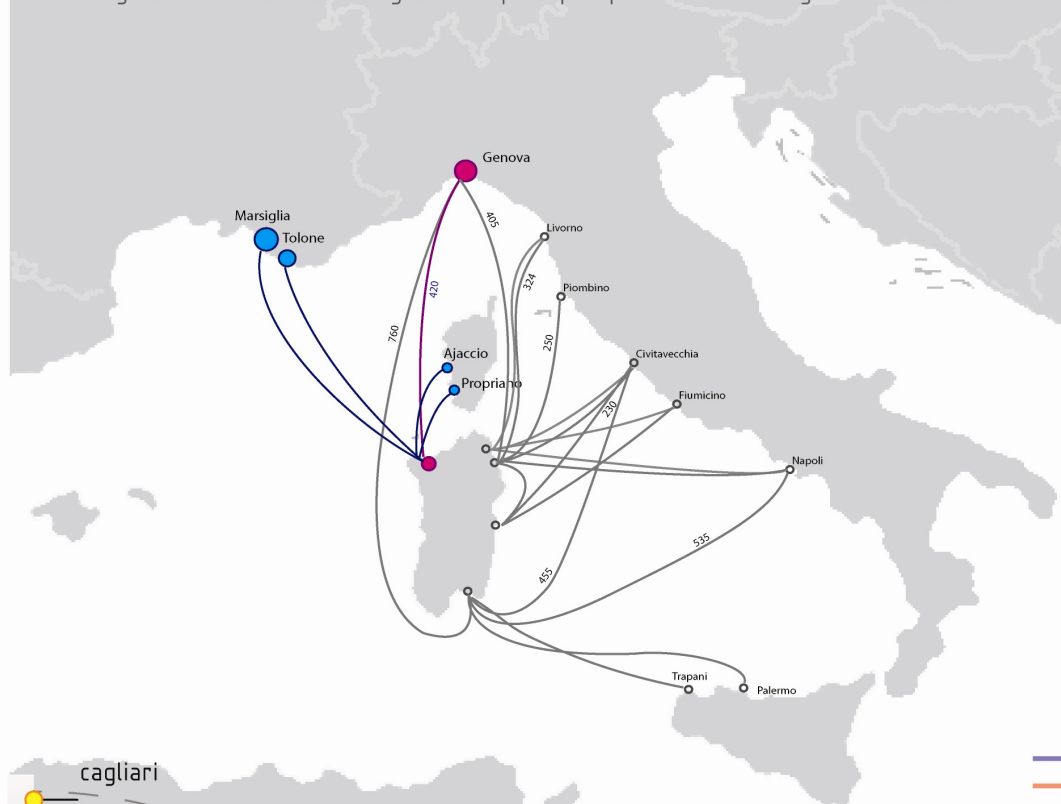 Genova
Marsiglia
Tolone
405
Livorno
324
420
Piombino
760
250
Ajaccio
Civitavecchia
Propriano
Fiumicino
230
Napoli
535
455
Trapani
Palermo
cagliari